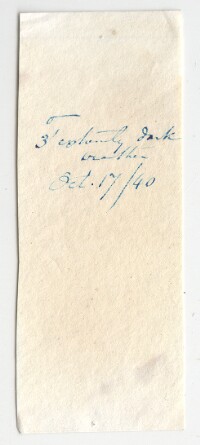 3' extremely dark
weather
Oct. 17/40